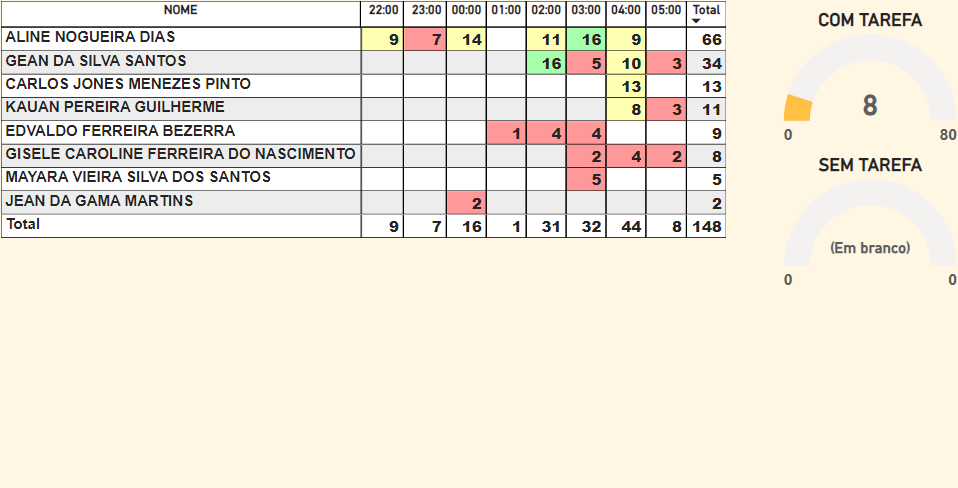 NOME 22:00 23:00 00:00 01:00 02:00 03:00 04:00 05:00 Total
ALINE NOGUEIRA DIAS 9 7 14 11 16 9 66
GEAN DA SILVA SANTOS 16 5 10 3 34
CARLOS JONES MENEZES PINTO 13 13
KAUAN PEREIRA GUILHERME 8 3 11
EDVALDO FERREIRA BEZERRA 1 4 4 9
GISELE CAROLINE FERREIRA DO NASCIMENTO 2 4 2 8
MAYARA VIEIRA SILVA DOS SANTOS 5 5
JEAN DA GAMA MARTINS 2 2
Total 9 7 16 1 31 32 44 8 148
COM TAREFA
8
0 80
SEM TAREFA
(Em branco)
0 0